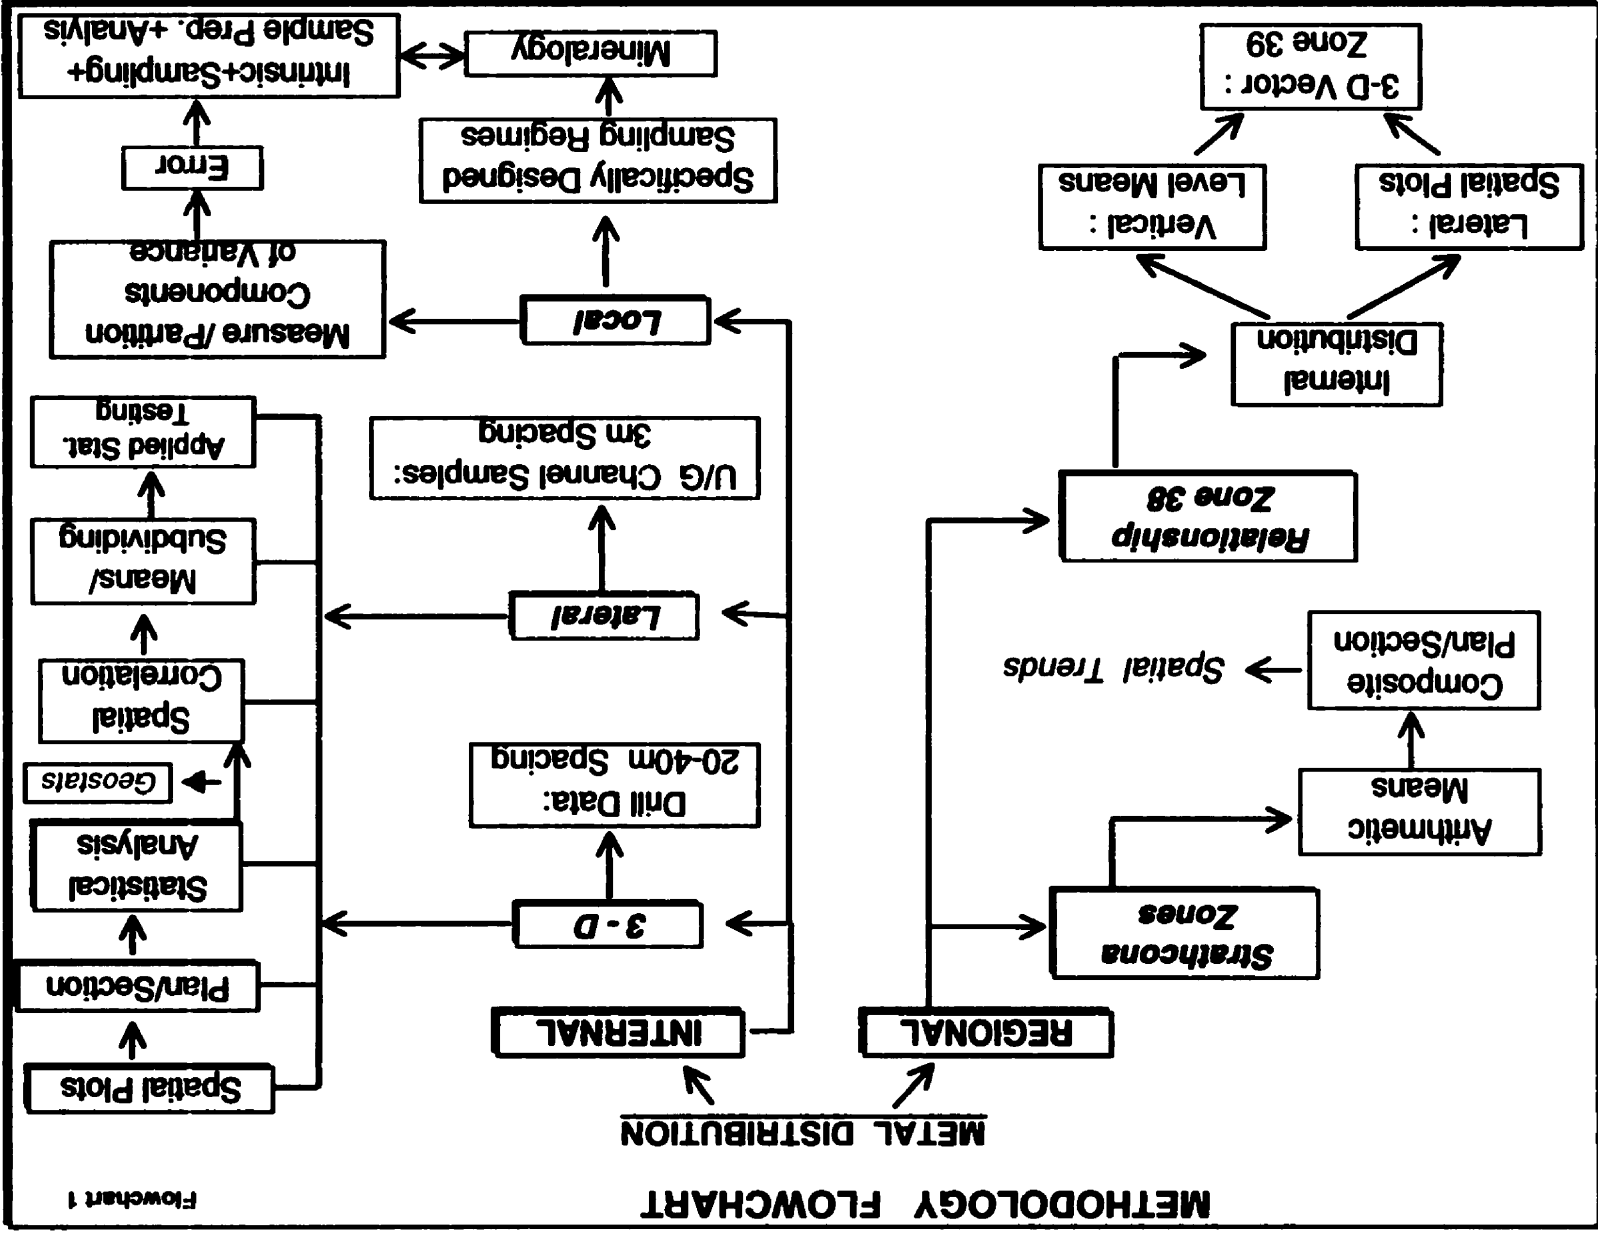 METHODOLOGY FLOWCHART
Flowchart 1
METAL DISTRIBUTION
REGIONAL
INTERNAL
Strathcona
Zones
Arithmetic
Means
Composite
Plan/Section
Spatial Trends
Relationship
Zone 38
Internal
Distribution
Lateral :
Spatial Plots
Vertical :
Level Means
3-D Vector :
Zone 39
3 - D
Drill Data:
20-40m Spacing
Lateral
U/G Channel Samples:
3m Spacing
Local
Specifically Designed
Sampling Regimes
Mineralogy
Spatial Plots
Plan/Section
Statistical
Analysis
Geostats
Spatial
Correlation
Means/
Subdividing
Applied Stat.
Testing
Measure /Partition
Components
of Variance
Error
Intrinsic+Sampling+
Sample Prep. +Analyis